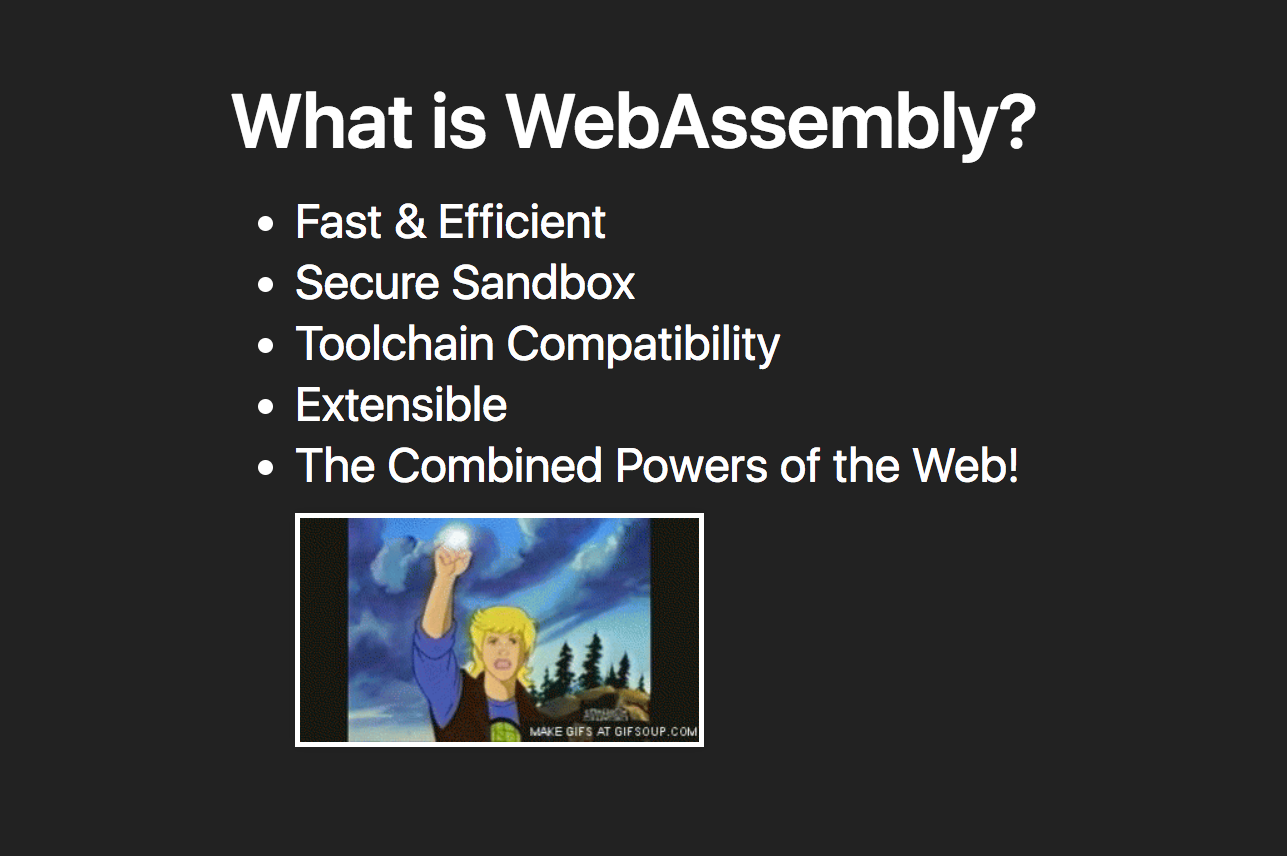 What is WebAssembly?
• Fast & Efficient
• Secure Sandbox
• Toolchain Compatibility
• Extensible
• The Combined Powers of the Web!
MAKE GIFS AT GIFSOUP.COM